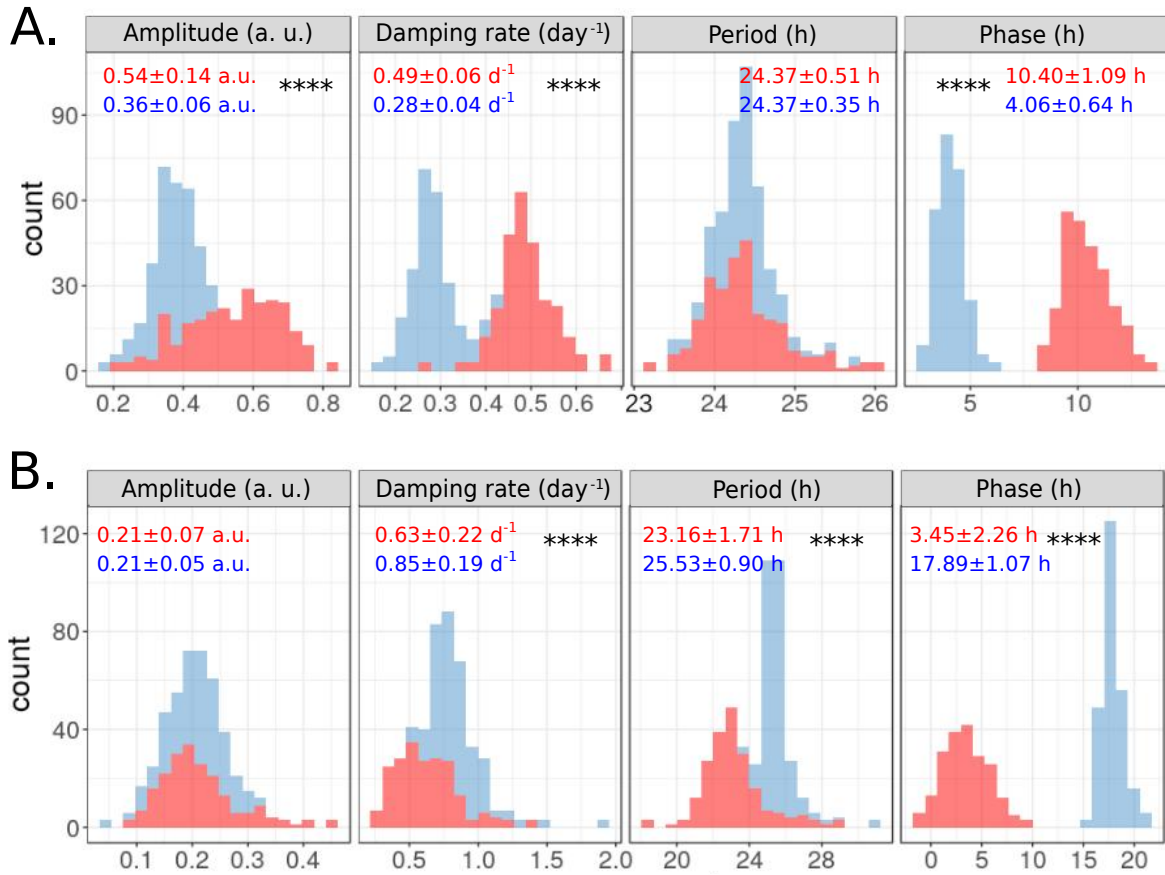 A.
Amplitude (a. u.) Damping rate (day⁻¹) Period (h) Phase (h)
0.54±0.14 a.u. 0.49±0.06 d⁻¹ 24.37±0.51 h 10.40±1.09 h
**** **** ****
0.36±0.06 a.u. 0.28±0.04 d⁻¹ 24.37±0.35 h 4.06±0.64 h
90
60
30
0
count
0.2 0.4 0.6 0.8 0.2 0.3 0.4 0.5 0.6 23 24 25 26 5 10
B.
Amplitude (a. u.) Damping rate (day⁻¹) Period (h) Phase (h)
0.21±0.07 a.u. 0.63±0.22 d⁻¹ 23.16±1.71 h 3.45±2.26 h
**** **** ****
0.21±0.05 a.u. 0.85±0.19 d⁻¹ 25.53±0.90 h 17.89±1.07 h
120
80
40
0
count
0.1 0.2 0.3 0.4 0.5 1.0 1.5 2.0 20 24 28 0 5 10 15 20